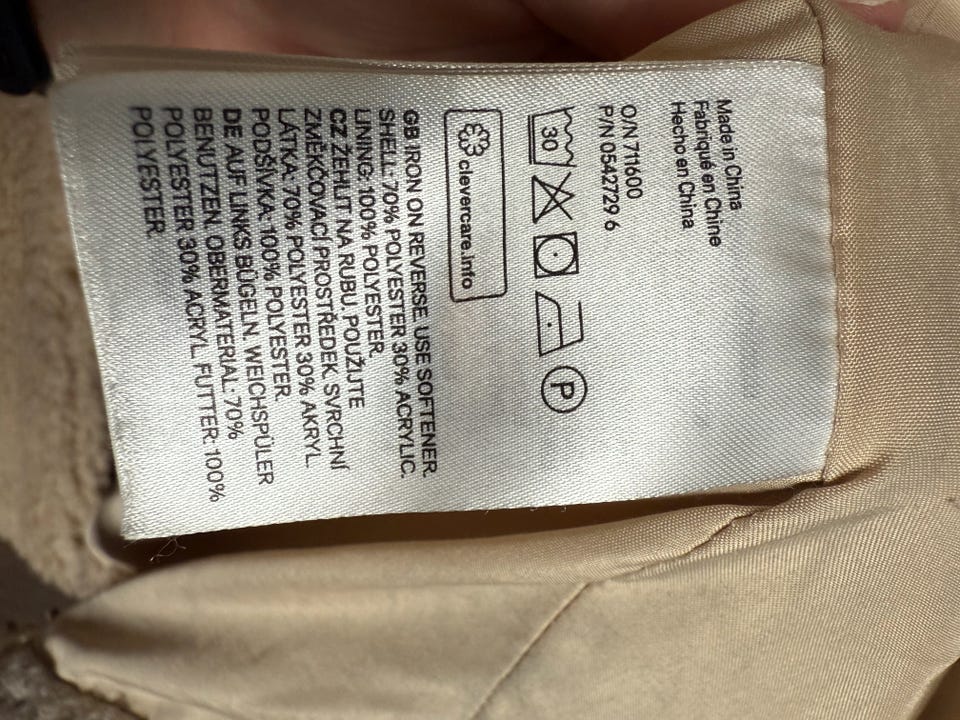 Made in China
Fabriqué en Chine
Hecho en China
O/N 711600
P/N 0542729 6
30
P
clevercare.info
GB IRON ON REVERSE. USE SOFTENER.
SHELL: 70% POLYESTER 30% ACRYLIC.
LINING: 100% POLYESTER.
CZ ŽEHLIT NA RUBU. POUŽIJTE
ZMĚKČOVACÍ PROSTŘEDEK. SVRCHNÍ
LÁTKA: 70% POLYESTER 30% AKRYL.
PODŠÍVKA: 100% POLYESTER.
DE AUF LINKS BÜGELN. WEICHSPÜLER
BENUTZEN. OBERMATERIAL: 70%
POLYESTER 30% ACRYL. FUTTER: 100%
POLYESTER.